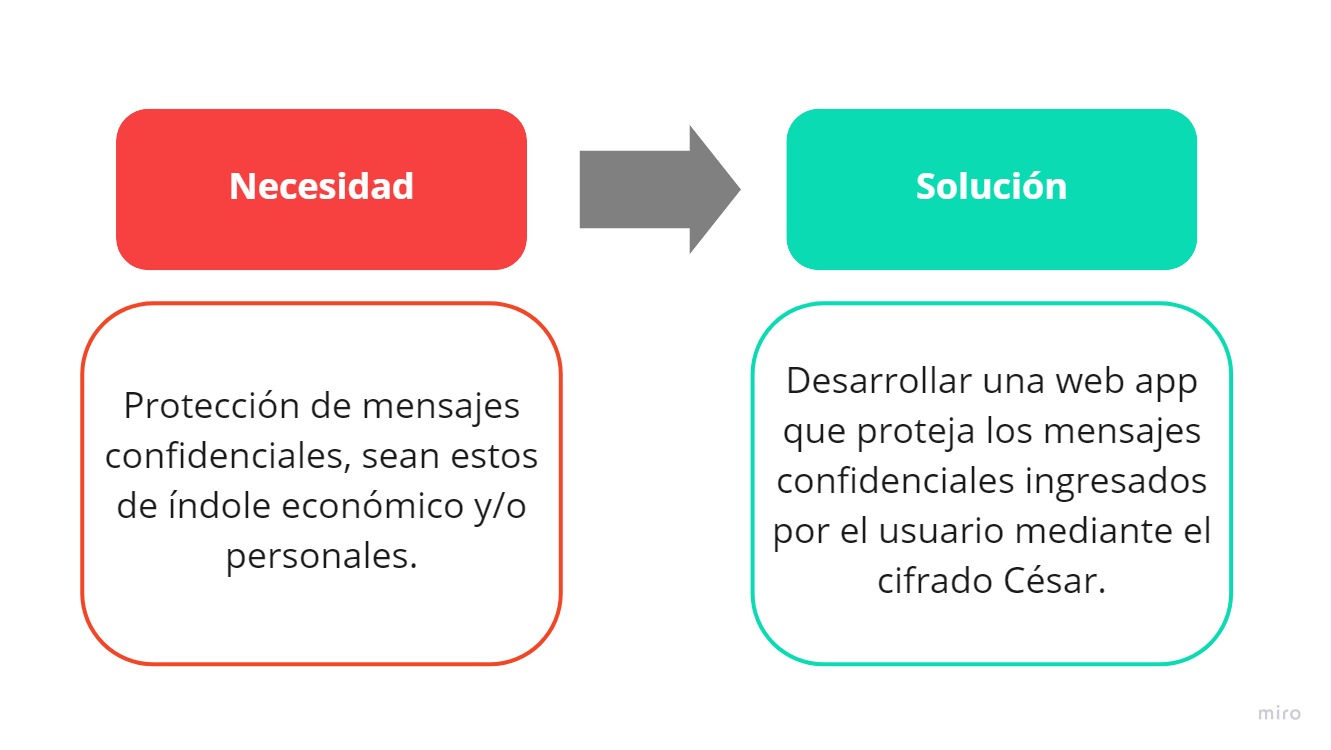 Necesidad
Solución
Protección de mensajes
confidenciales, sean estos
de índole económico y/o
personales.
Desarrollar una web app
que proteja los mensajes
confidenciales ingresados
por el usuario mediante el
cifrado César.
miro